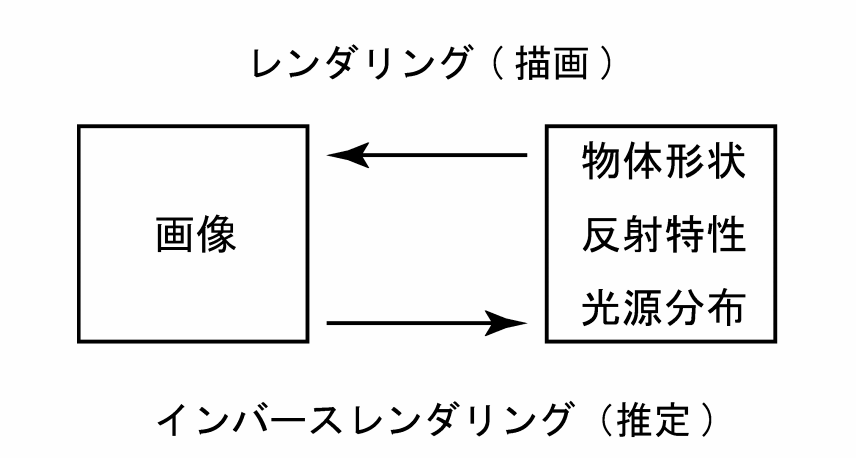 レンダリング(描画)
画像
物体形状
反射特性
光源分布
インバースレンダリング(推定)